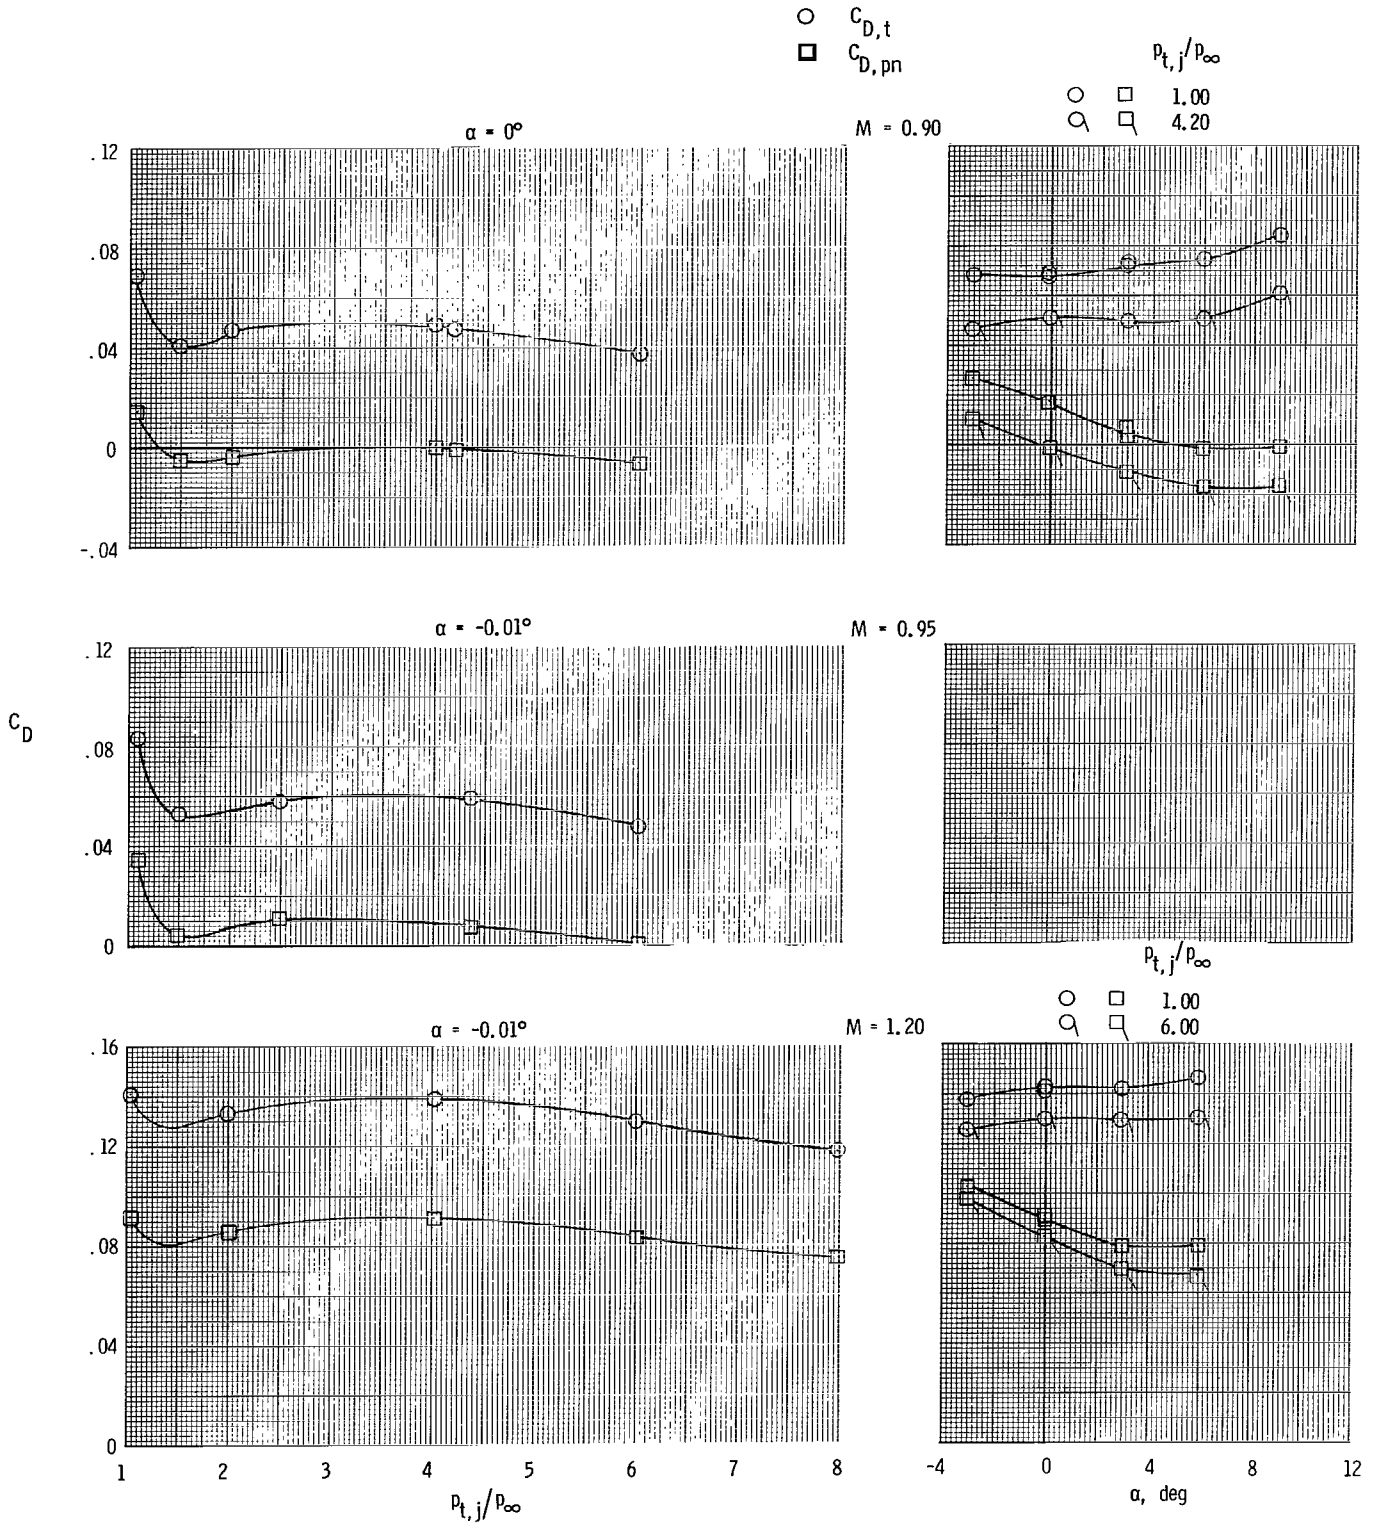 C_D,t
C_D,pn
p_t,j/p_∞
1.00
4.20
α = 0°
M = 0.90
.12
.08
.04
0
-.04
α = -0.01°
M = 0.95
.12
.08
.04
0
C_D
p_t,j/p_∞
1.00
6.00
α = -0.01°
M = 1.20
.16
.12
.08
.04
0
1 2 3 4 5 6 7 8
p_t,j/p_∞
-4 0 4 8 12
α, deg